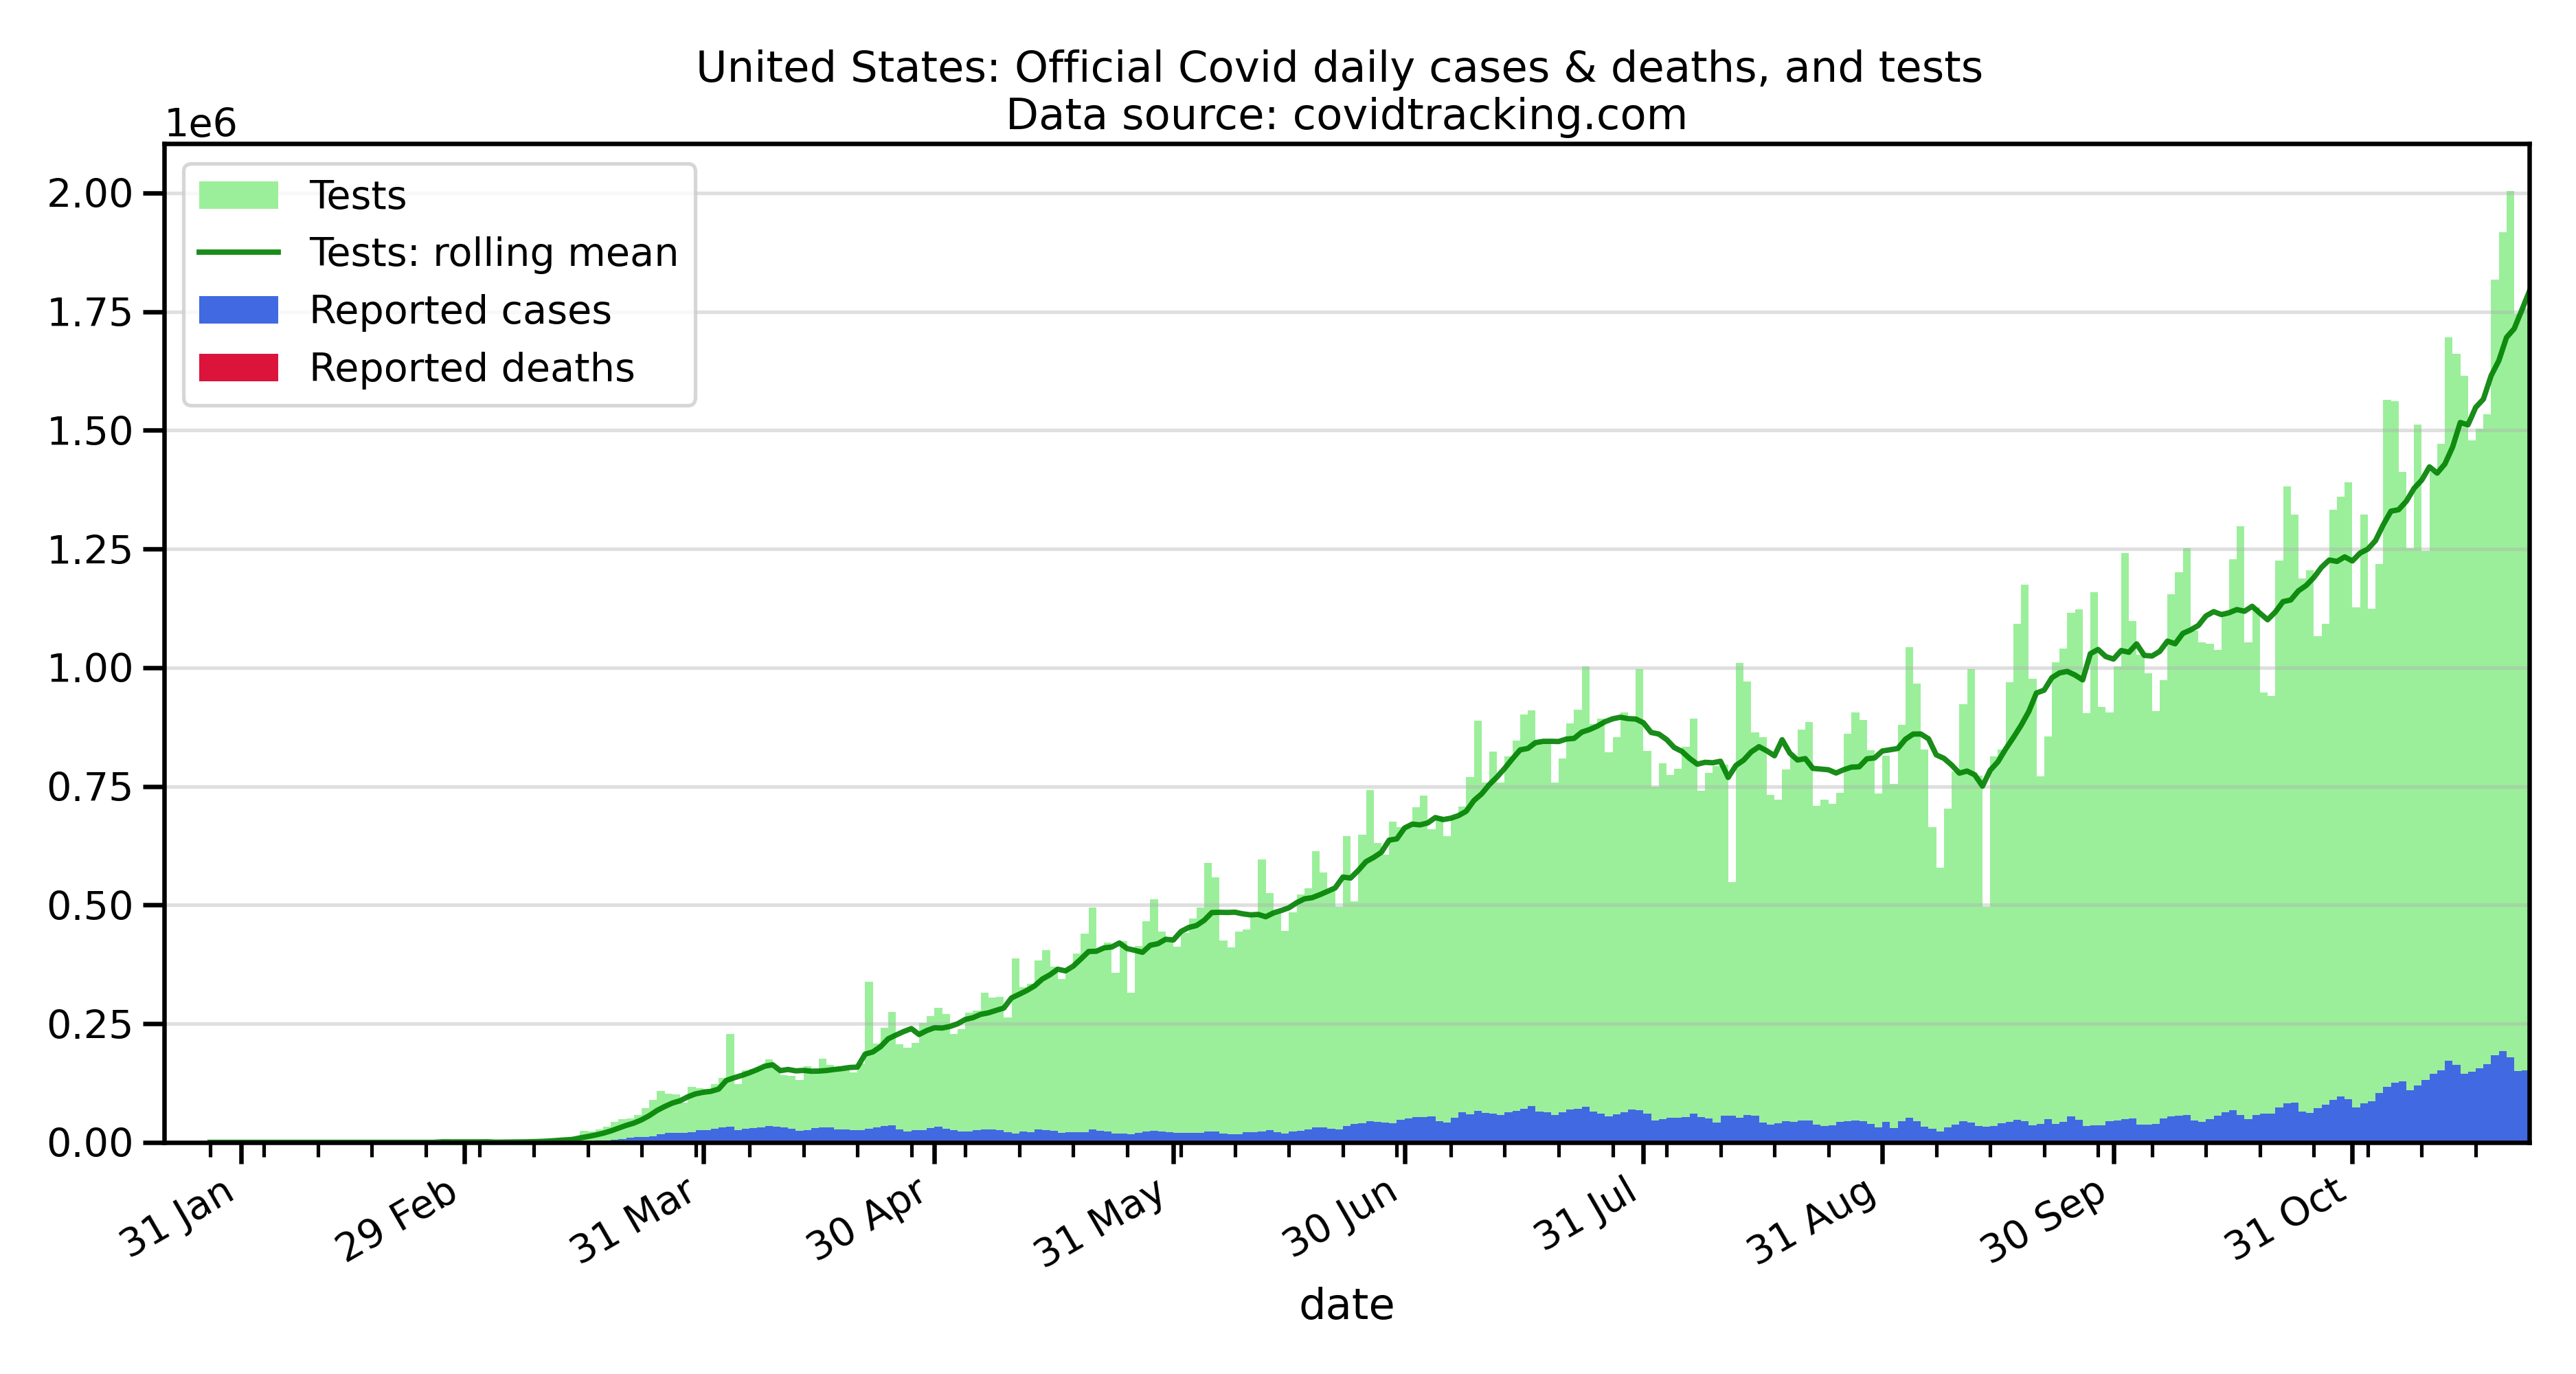 United States: Official Covid daily cases & deaths, and tests
Data source: covidtracking.com
1e6
2.00
1.75
1.50
1.25
1.00
0.75
0.50
0.25
0.00
Tests
Tests: rolling mean
Reported cases
Reported deaths
31 Jan
29 Feb
31 Mar
30 Apr
31 May
30 Jun
31 Jul
31 Aug
30 Sep
31 Oct
date